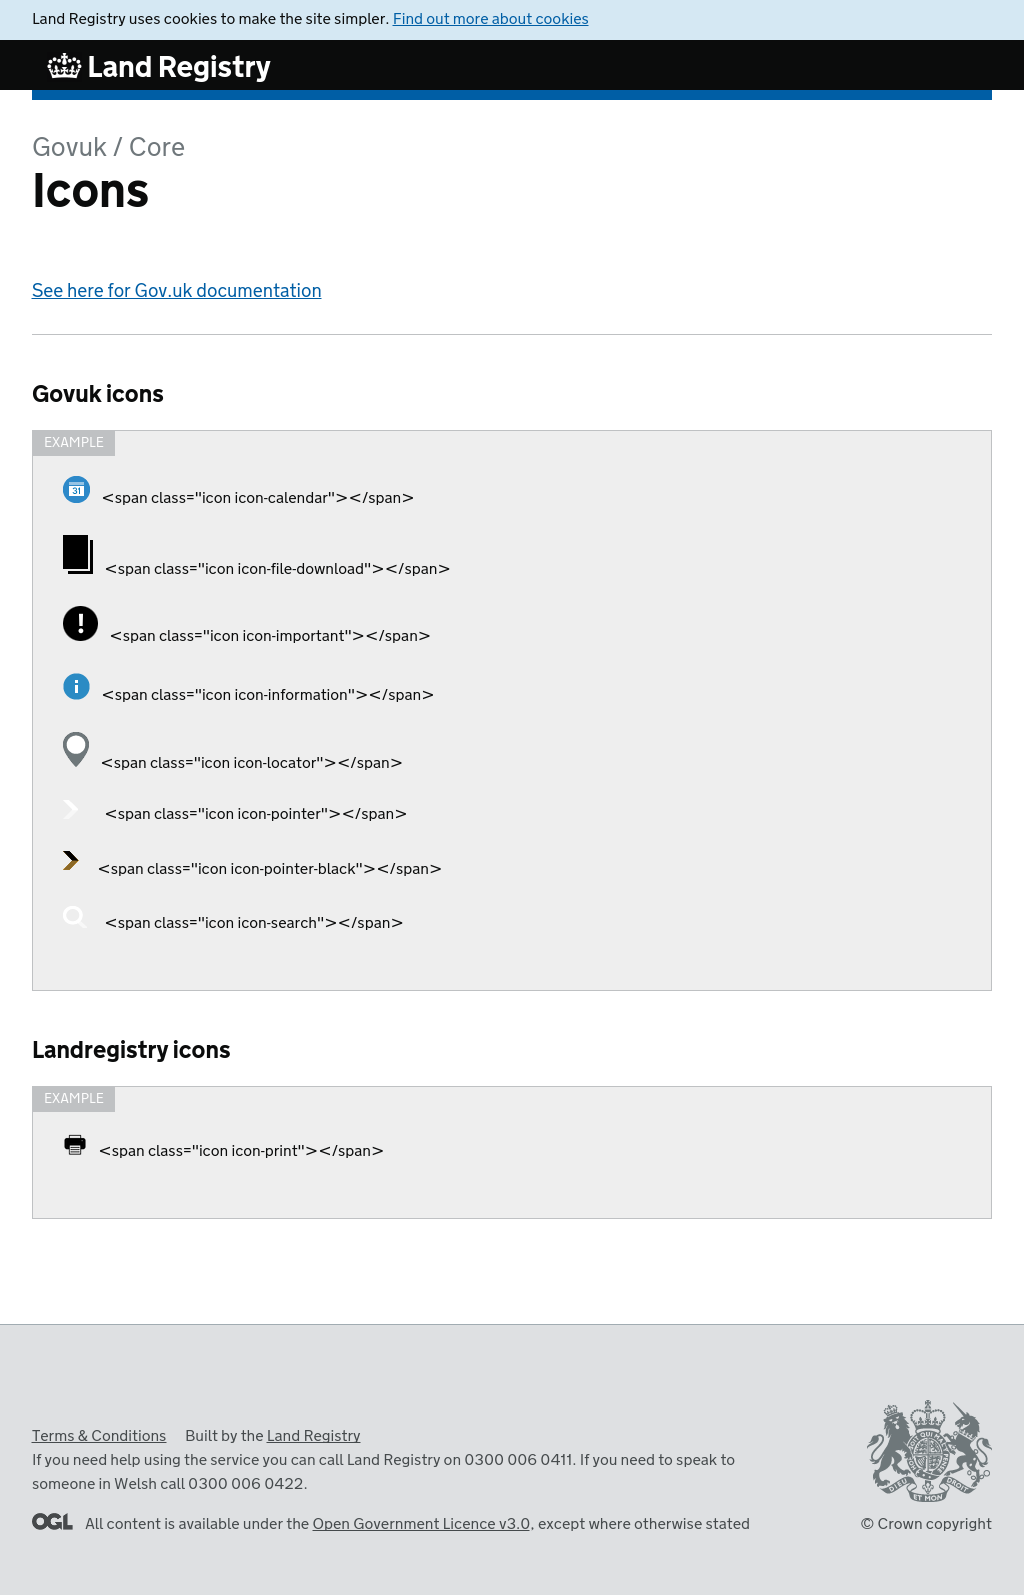 Land Registry uses cookies to make the site simpler. Find out more about cookies
Land Registry
Govuk / Core
Icons
See here for Gov.uk documentation
Govuk icons
EXAMPLE
31 <span class="icon icon-calendar"></span>
<span class="icon icon-file-download"></span>
<span class="icon icon-important"></span>
<span class="icon icon-information"></span>
<span class="icon icon-locator"></span>
<span class="icon icon-pointer"></span>
<span class="icon icon-pointer-black"></span>
<span class="icon icon-search"></span>
Landregistry icons
EXAMPLE
<span class="icon icon-print"></span>
Terms & Conditions Built by the Land Registry
If you need help using the service you can call Land Registry on 0300 006 0411. If you need to speak to
someone in Welsh call 0300 006 0422.
OGL All content is available under the Open Government Licence v3.0, except where otherwise stated
DIEU ET MON DROIT
© Crown copyright